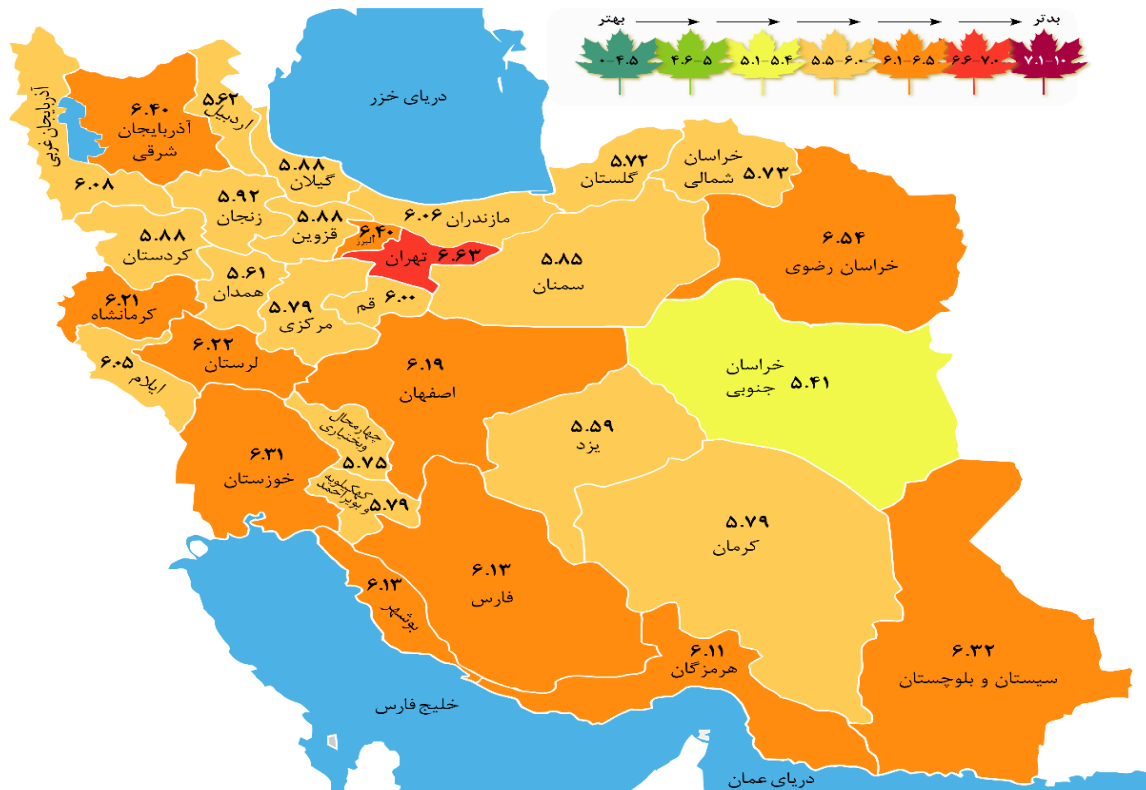 بهتر
بدتر
۰-۴.۵
۴.۶-۵
۵.۱-۵.۴
۵.۵-۶.۰
۶.۱-۶.۵
۶.۶-۷.۰
۷.۱-۱۰
دریای خزر
آذربایجان غربی
۶.۰۸
۶.۴۰
آذربایجان
شرقی
۵.۶۲
اردبیل
۵.۸۸
گیلان
۵.۹۲
زنجان
۵.۸۸
قزوین
۶.۴۰
البرز
تهران ۶.۶۳
مازندران ۶.۰۶
۵.۷۲
گلستان
خراسان
شمالی
۵.۷۳
۶.۵۴
خراسان رضوی
۵.۸۵
سمنان
۵.۸۸
کردستان
۵.۶۱
همدان
۵.۷۹
مرکزی
۶.۰۰
قم
۶.۲۱
کرمانشاه
۶.۲۲
لرستان
۶.۰۵
ایلام
۶.۱۹
اصفهان
خراسان
جنوبی
۵.۴۱
۵.۵۹
یزد
چهارمحال
وبختیاری
۵.۷۵
۶.۳۱
خوزستان
کهکیلویه
و بویراحمد
۵.۷۹
۵.۷۹
کرمان
۶.۱۳
فارس
۶.۱۳
بوشهر
۶.۱۱
هرمزگان
۶.۳۲
سیستان و بلوچستان
خلیج فارس
دریای عمان